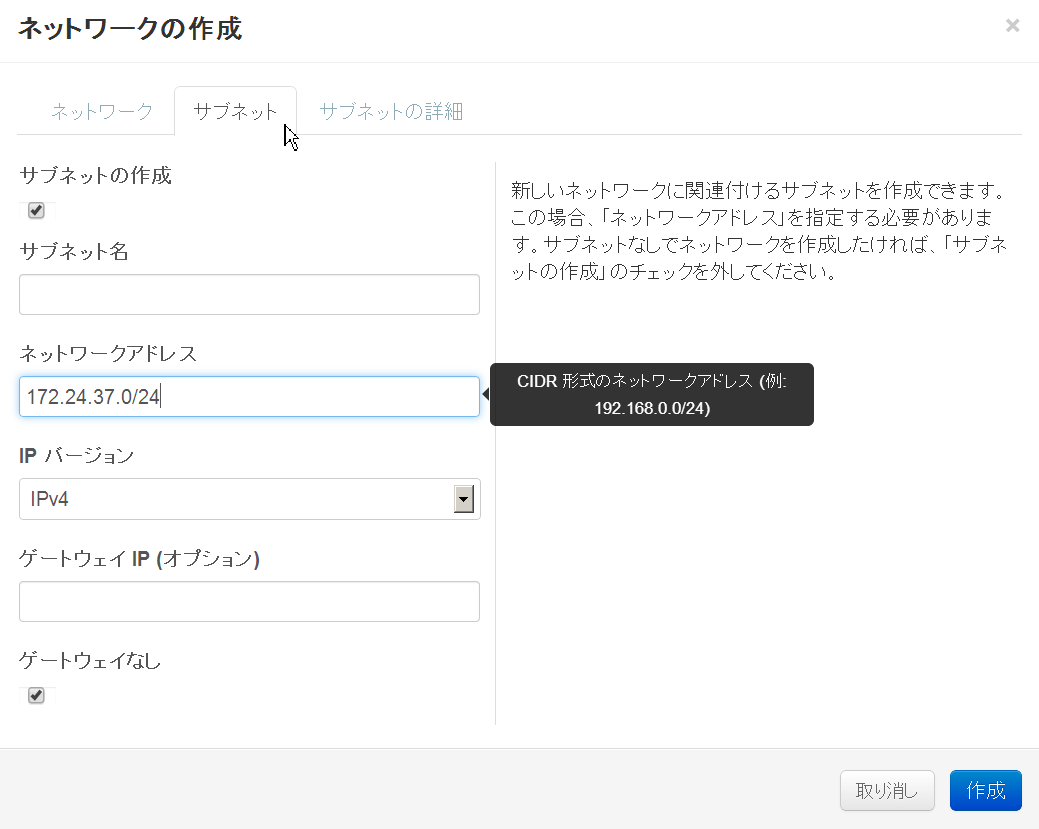 ネットワークの作成
×
ネットワーク サブネット サブネットの詳細
サブネットの作成
サブネット名
ネットワークアドレス
172.24.37.0/24
IP バージョン
IPv4
ゲートウェイ IP (オプション)
ゲートウェイなし
新しいネットワークに関連付けるサブネットを作成できます。
この場合、「ネットワークアドレス」を指定する必要がありま
す。サブネットなしでネットワークを作成したければ、「サブネ
ットの作成」のチェックを外してください。
CIDR 形式のネットワークアドレス (例:
192.168.0.0/24)
取り消し 作成